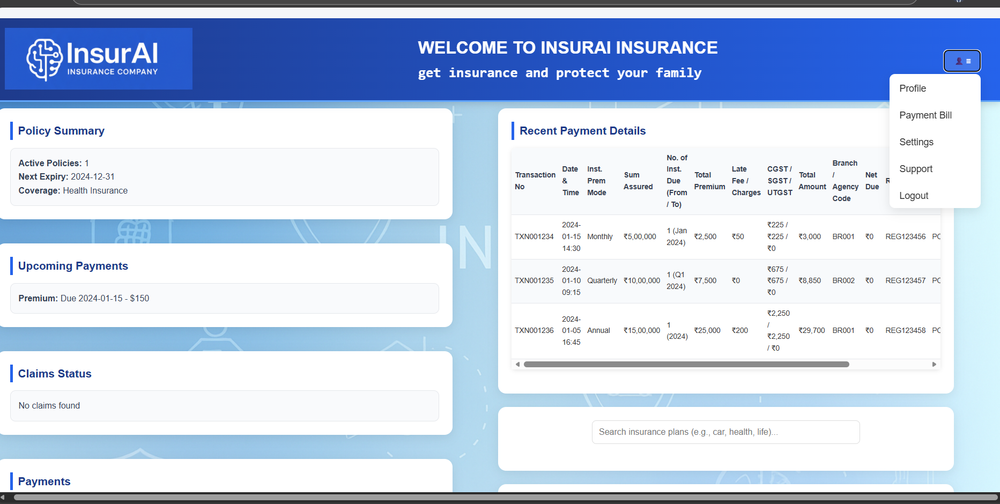 InsurAI
INSURANCE COMPANY
WELCOME TO INSURAI INSURANCE
get insurance and protect your family
Profile
Payment Bill
Settings
Support
Logout
Policy Summary
Active Policies: 1
Next Expiry: 2024-12-31
Coverage: Health Insurance
Upcoming Payments
Premium: Due 2024-01-15 - $150
Claims Status
No claims found
Payments
Recent Payment Details
Transaction No
Date & Time
Inst. Prem Mode
Sum Assured
No. of Inst. Due (From / To)
Total Premium
Late Fee / Charges
CGST / SGST / UTGST
Total Amount
Branch / Agency Code
Net Due
TXN001234 2024-01-15 14:30 Monthly ₹5,00,000 1 (Jan 2024) ₹2,500 ₹50 ₹225 / ₹225 / ₹0 ₹3,000 BR001 ₹0 REG123456
TXN001235 2024-01-10 09:15 Quarterly ₹10,00,000 1 (Q1 2024) ₹7,500 ₹0 ₹675 / ₹675 / ₹0 ₹8,850 BR002 ₹0 REG123457
TXN001236 2024-01-05 16:45 Annual ₹15,00,000 1 (2024) ₹25,000 ₹200 ₹2,250 / ₹2,250 / ₹0 ₹29,700 BR001 ₹0 REG123458
Search insurance plans (e.g., car, health, life)...
IN